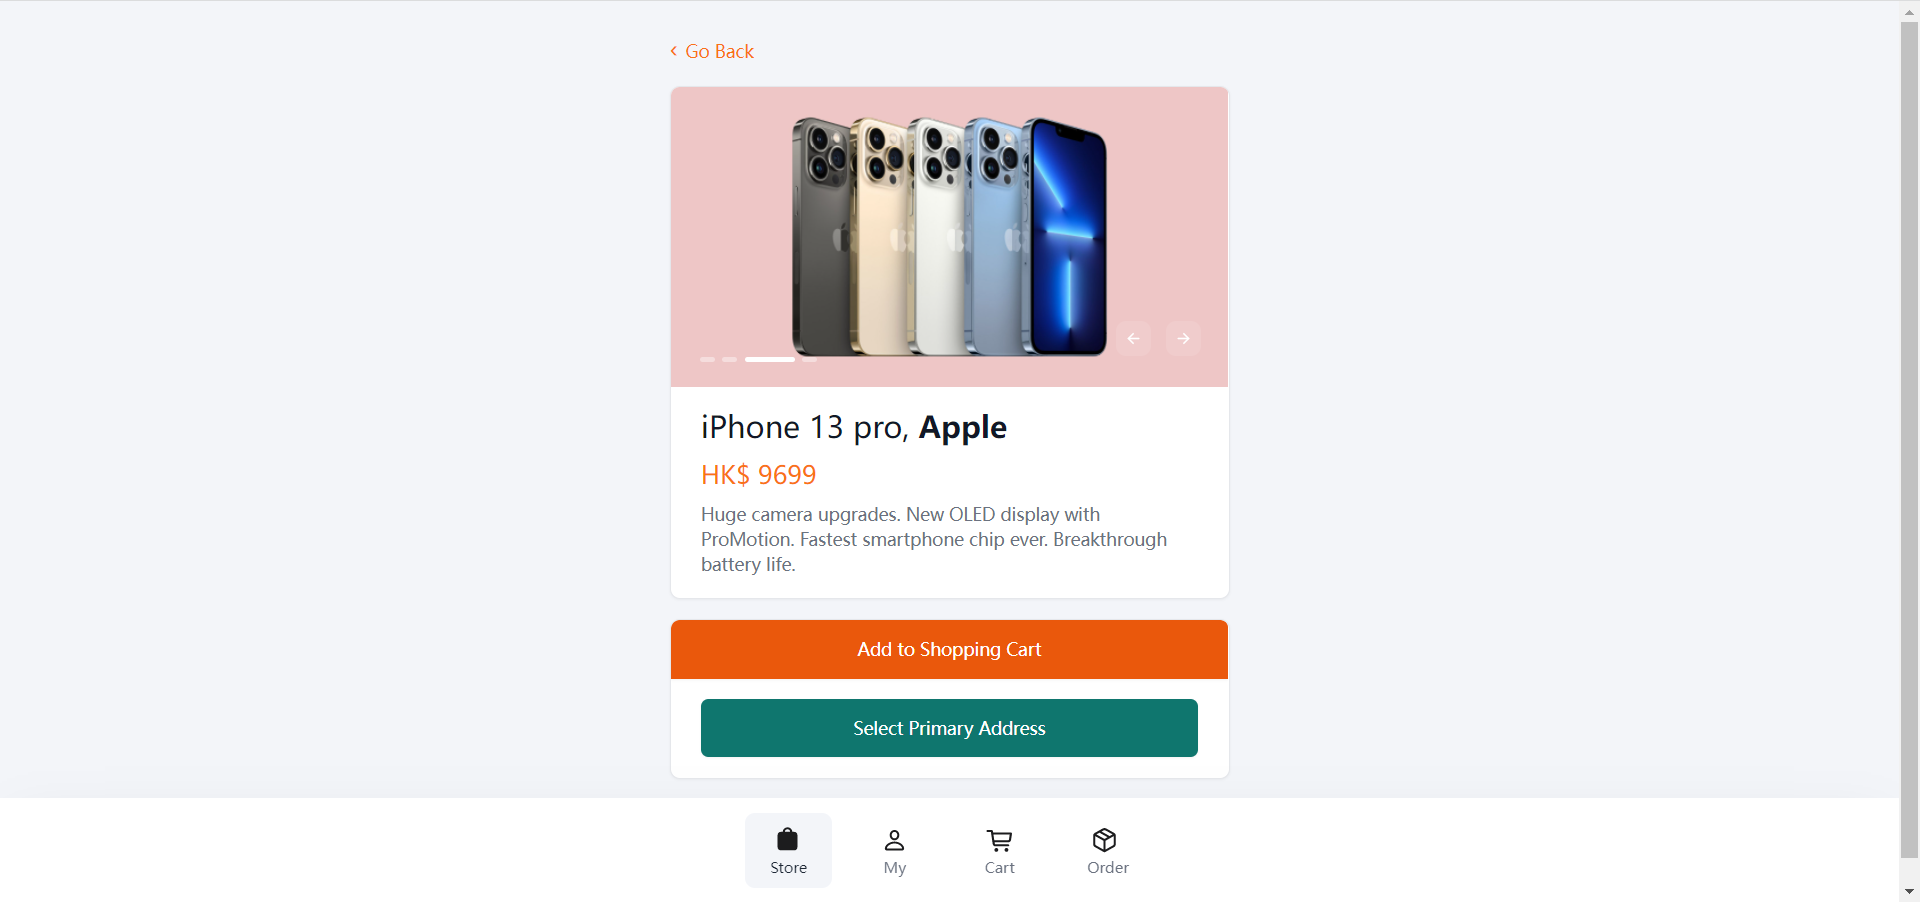 Go Back
iPhone 13 pro, Apple
HK$ 9699
Huge camera upgrades. New OLED display with
ProMotion. Fastest smartphone chip ever. Breakthrough
battery life.
Add to Shopping Cart
Select Primary Address
Store
My
Cart
Order